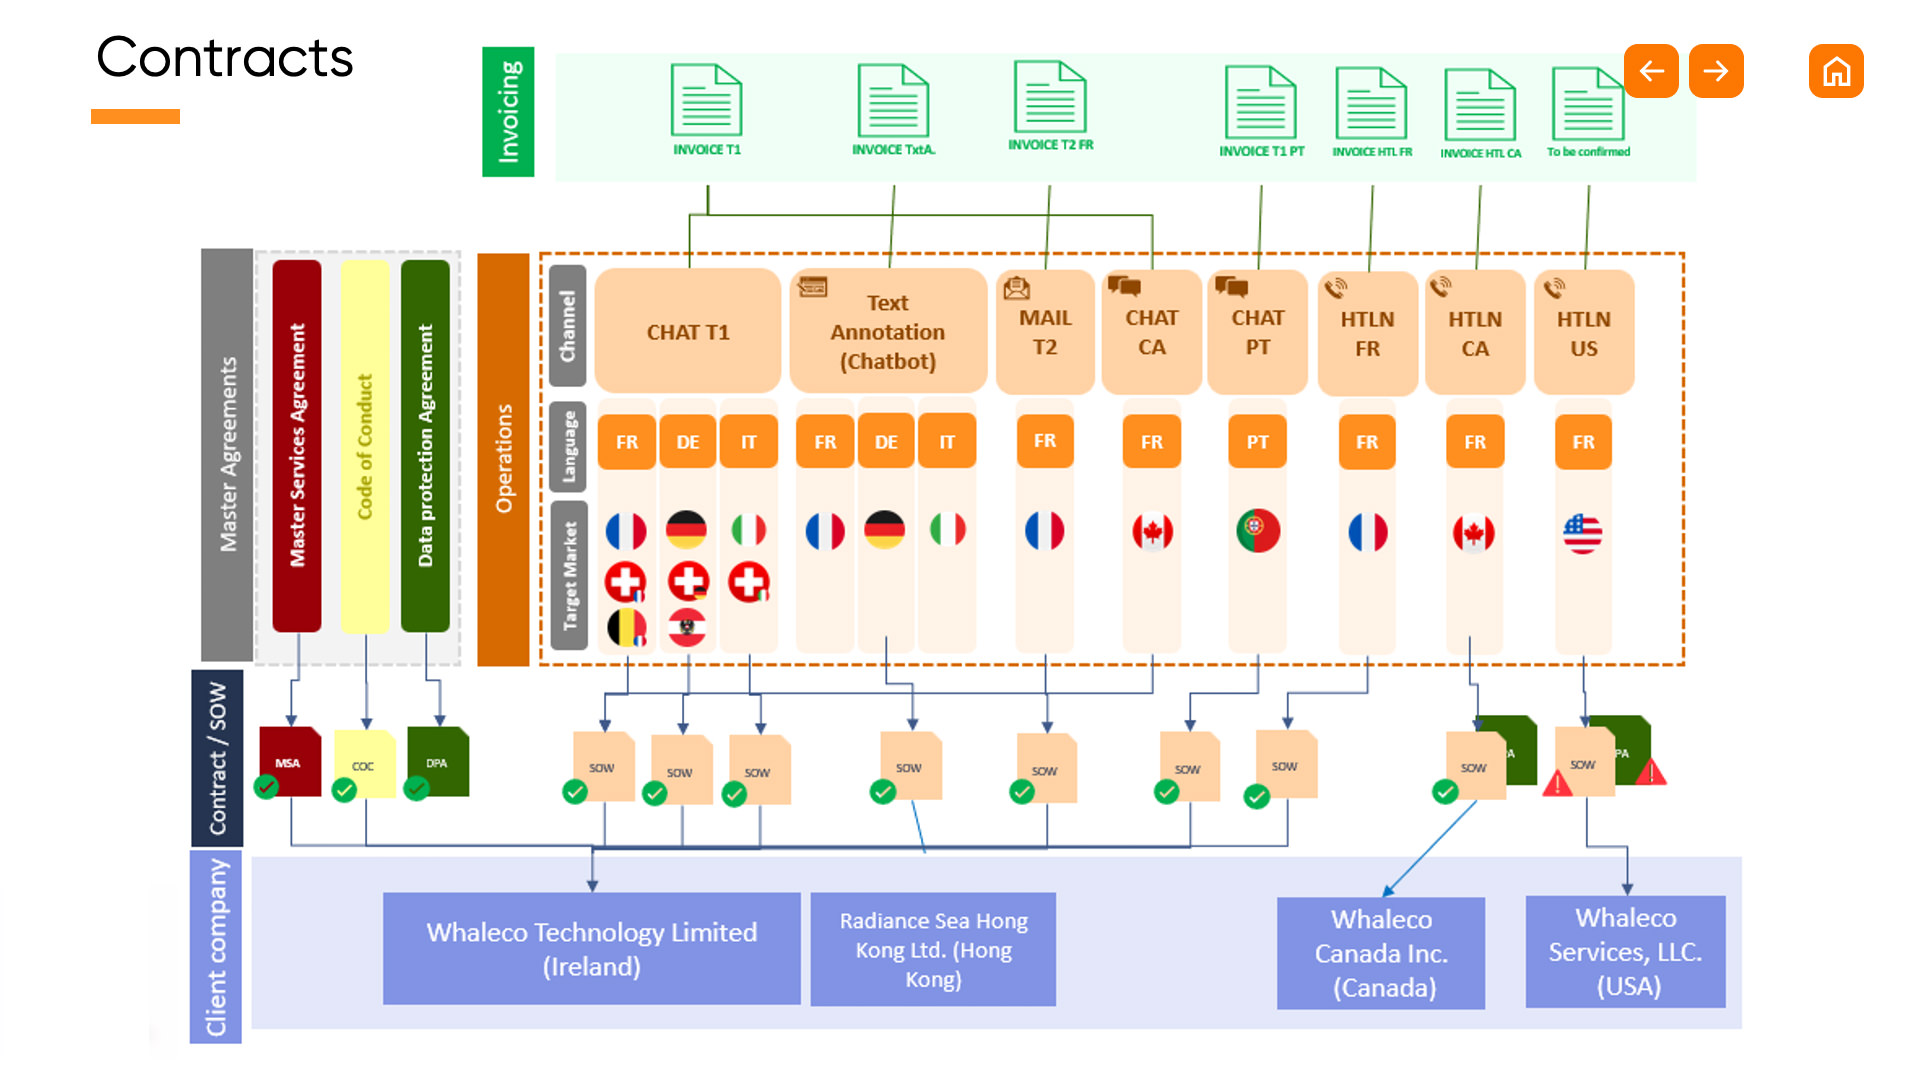 Contracts
Invoicing
INVOICE T1
INVOICE TxtA.
INVOICE T2 FR
INVOICE T1 PT
INVOICE HTL FR
INVOICE HTL CA
To be confirmed
Master Agreements
Master Services Agreement
Code of Conduct
Data protection Agreement
Operations
Channel
CHAT T1
Text
Annotation
(Chatbot)
MAIL
T2
CHAT
CA
CHAT
PT
HTLN
FR
HTLN
CA
HTLN
US
Language
FR
DE
IT
FR
DE
IT
FR
FR
PT
FR
FR
FR
Target Market
Contract / SOW
MSA
COC
DPA
SOW
SOW
SOW
SOW
SOW
SOW
SOW
SOW
PA
SOW
PA
Client company
Whaleco Technology Limited
(Ireland)
Radiance Sea Hong
Kong Ltd. (Hong
Kong)
Whaleco
Canada Inc.
(Canada)
Whaleco
Services, LLC.
(USA)